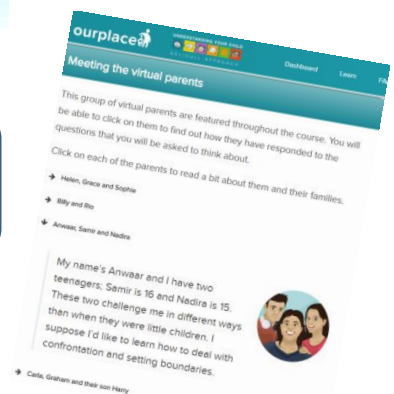 ourplace
UNDERSTANDING YOUR CHILD
SOLIHULL APPROACH
Dashboard
Learn
FA
Meeting the virtual parents
This group of virtual parents are featured throughout the course. You will
be able to click on them to find out how they have responded to the
questions that you will be asked to think about.
Click on each of the parents to read a bit about them and their families.
Helen, Grace and Sophie
Billy and Rio
Anwaar, Samir and Nadira
My name's Anwaar and I have two
teenagers; Samir is 16 and Nadira is 15.
These two challenge me in different ways
than when they were little children. I
suppose I'd like to learn how to deal with
confrontation and setting boundaries.
Carla, Graham and their son Harry